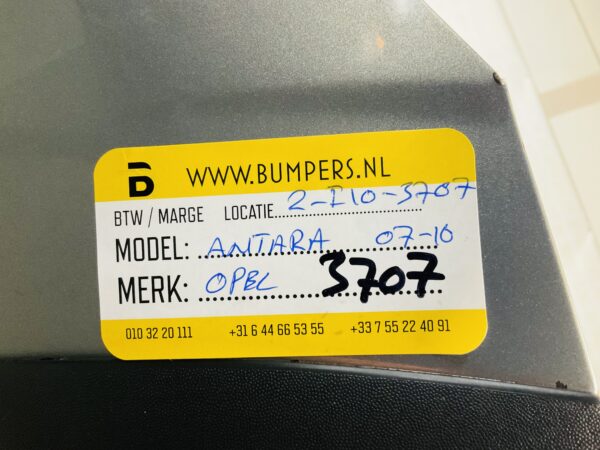 WWW.BUMPERS.NL
BTW / MARGE LOCATIE 2-I10-3707
MODEL: ANTARA 07-10
MERK: OPEL 3707
010 32 20 111 +31 6 44 66 53 55 +33 7 55 22 40 91